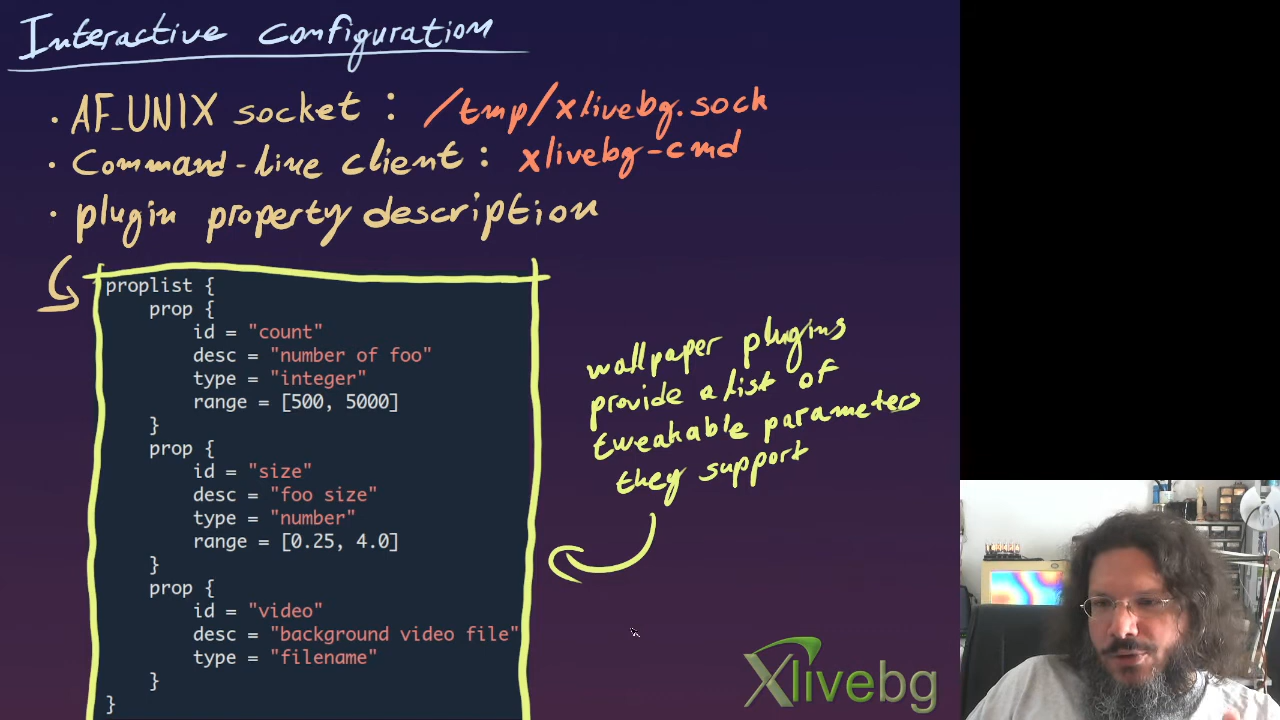 Interactive configuration
• AF_UNIX socket : /tmp/xlivebg.sock
• Command-line client : xlivebg-cmd
• plugin property description
proplist {
prop {
id = "count"
desc = "number of foo"
type = "integer"
range = [500, 5000]
}
prop {
id = "size"
desc = "foo size"
type = "number"
range = [0.25, 4.0]
}
prop {
id = "video"
desc = "background video file"
type = "filename"
}
}
wallpaper plugins
provide a list of
tweakable parameters
they support
Xlivebg